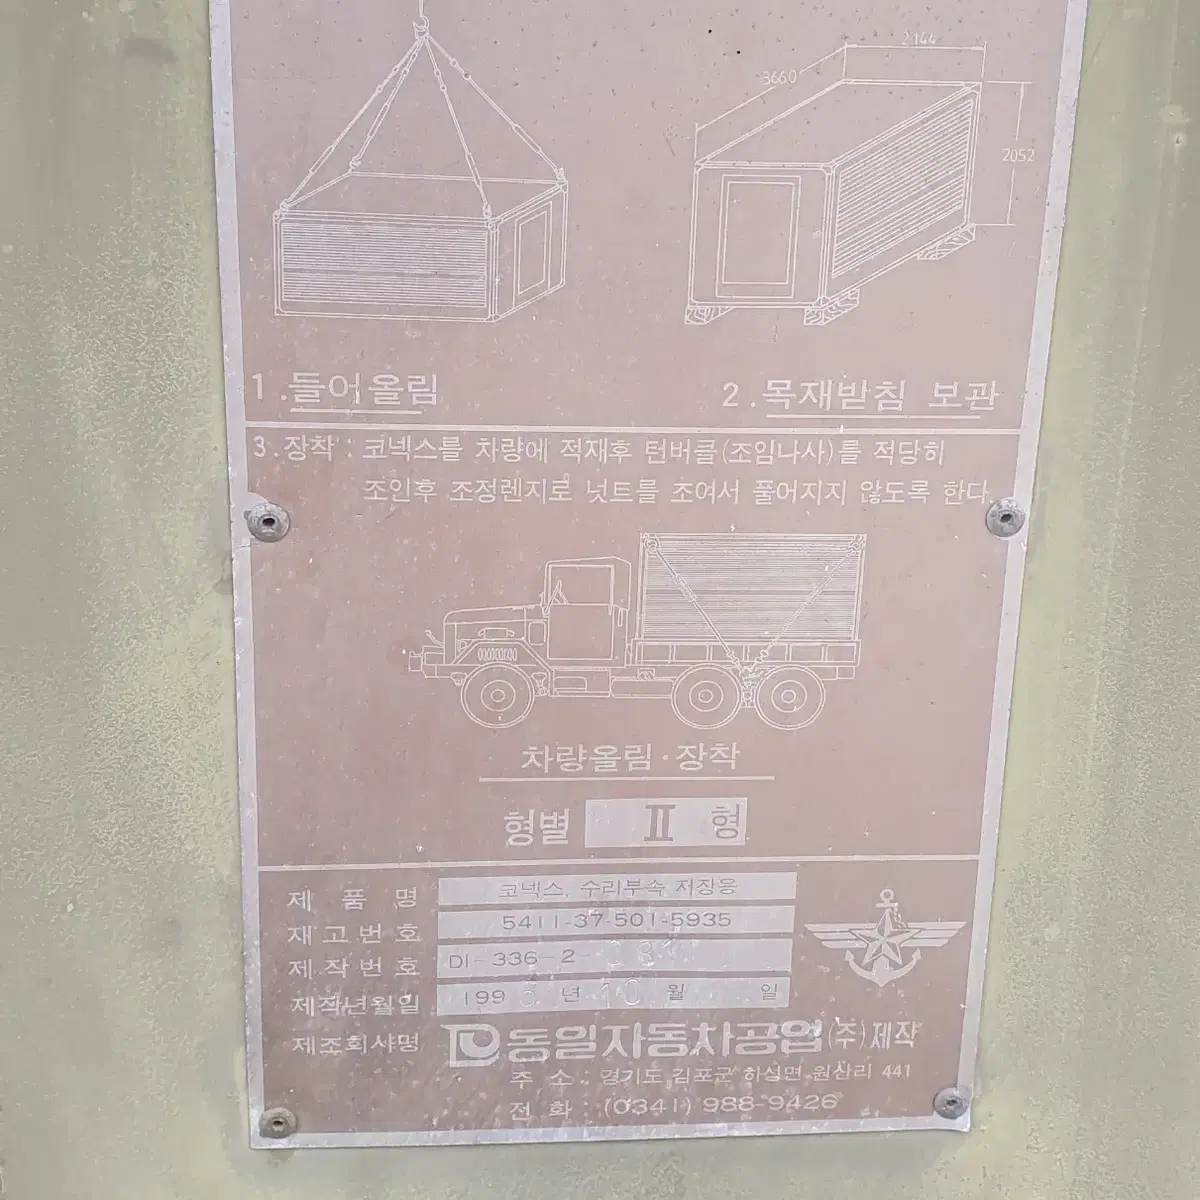 2144
3660
2052
1. 들어올림
2. 목재받침 보관
3. 장착 : 코넥스를 차량에 적재후 턴버클(조임나사)를 적당히
조인후 조정렌지로 넛트를 조여서 풀어지지 않도록 한다.
차량올림·장착
형별 II 형
제품명 코넥스, 수리부속 저장용
재고번호 5411-37-501-5935
제작번호 DI-336-2-
제작년월일 199 년 10 월 일
제조회사명 동일자동차공업(주)제작
주소 : 경기도 김포군 하성면 원산리 441
전화 : (0341) 988-9426